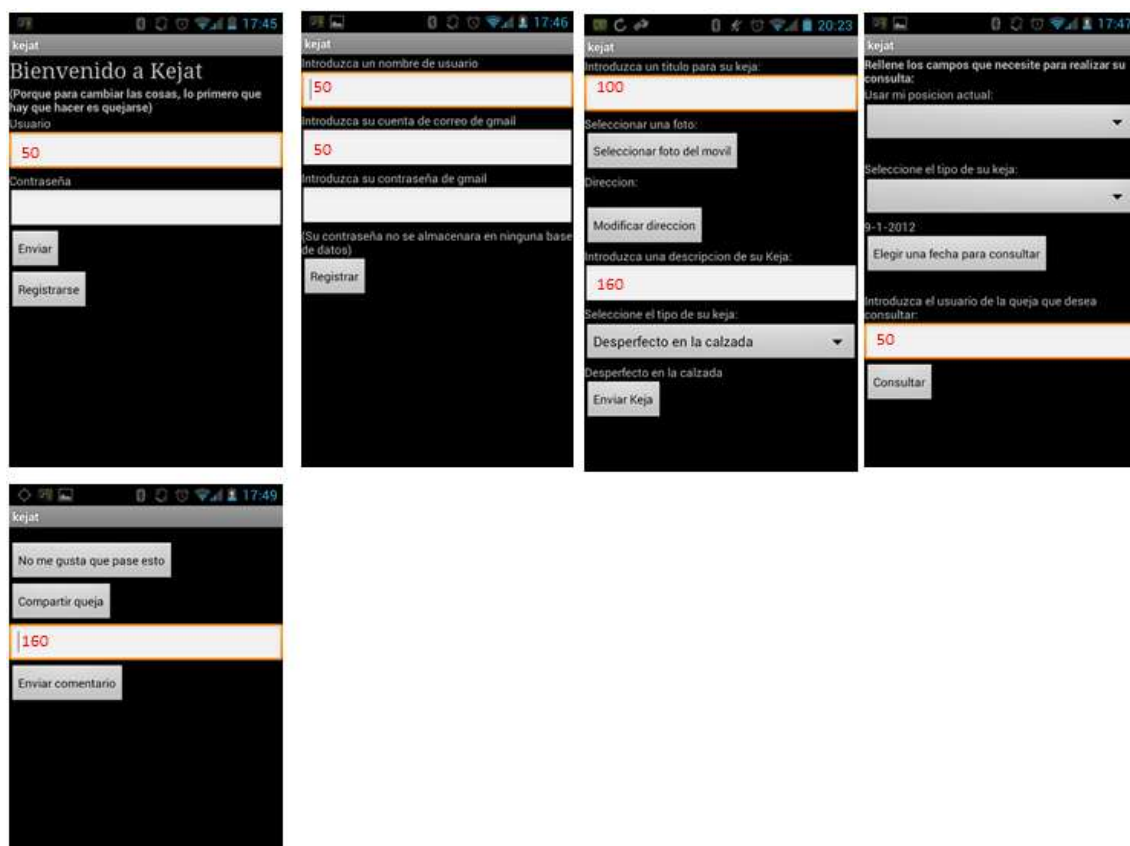 17:45
kejat
Bienvenido a Kejat
(Porque para cambiar las cosas, lo primero que
hay que hacer es quejarse)
Usuario
50
Contraseña
Enviar
Registrarse
17:46
kejat
Introduzca un nombre de usuario
50
Introduzca su cuenta de correo de gmail
50
Introduzca su contraseña de gmail
(Su contraseña no se almacenara en ninguna base
de datos)
Registrar
20:23
kejat
Introduzca un titulo para su keja:
100
Seleccionar una foto:
Seleccionar foto del movil
Direccion:
Modificar direccion
Introduzca una descripcion de su Keja:
160
Seleccione el tipo de su keja:
Desperfecto en la calzada
Desperfecto en la calzada
Enviar Keja
17:47
kejat
Rellene los campos que necesite para realizar su
consulta:
Usar mi posicion actual:
Seleccione el tipo de su keja:
9-1-2012
Elegir una fecha para consultar
Introduzca el usuario de la queja que desea
consultar:
50
Consultar
17:49
kejat
No me gusta que pase esto
Compartir queja
160
Enviar comentario